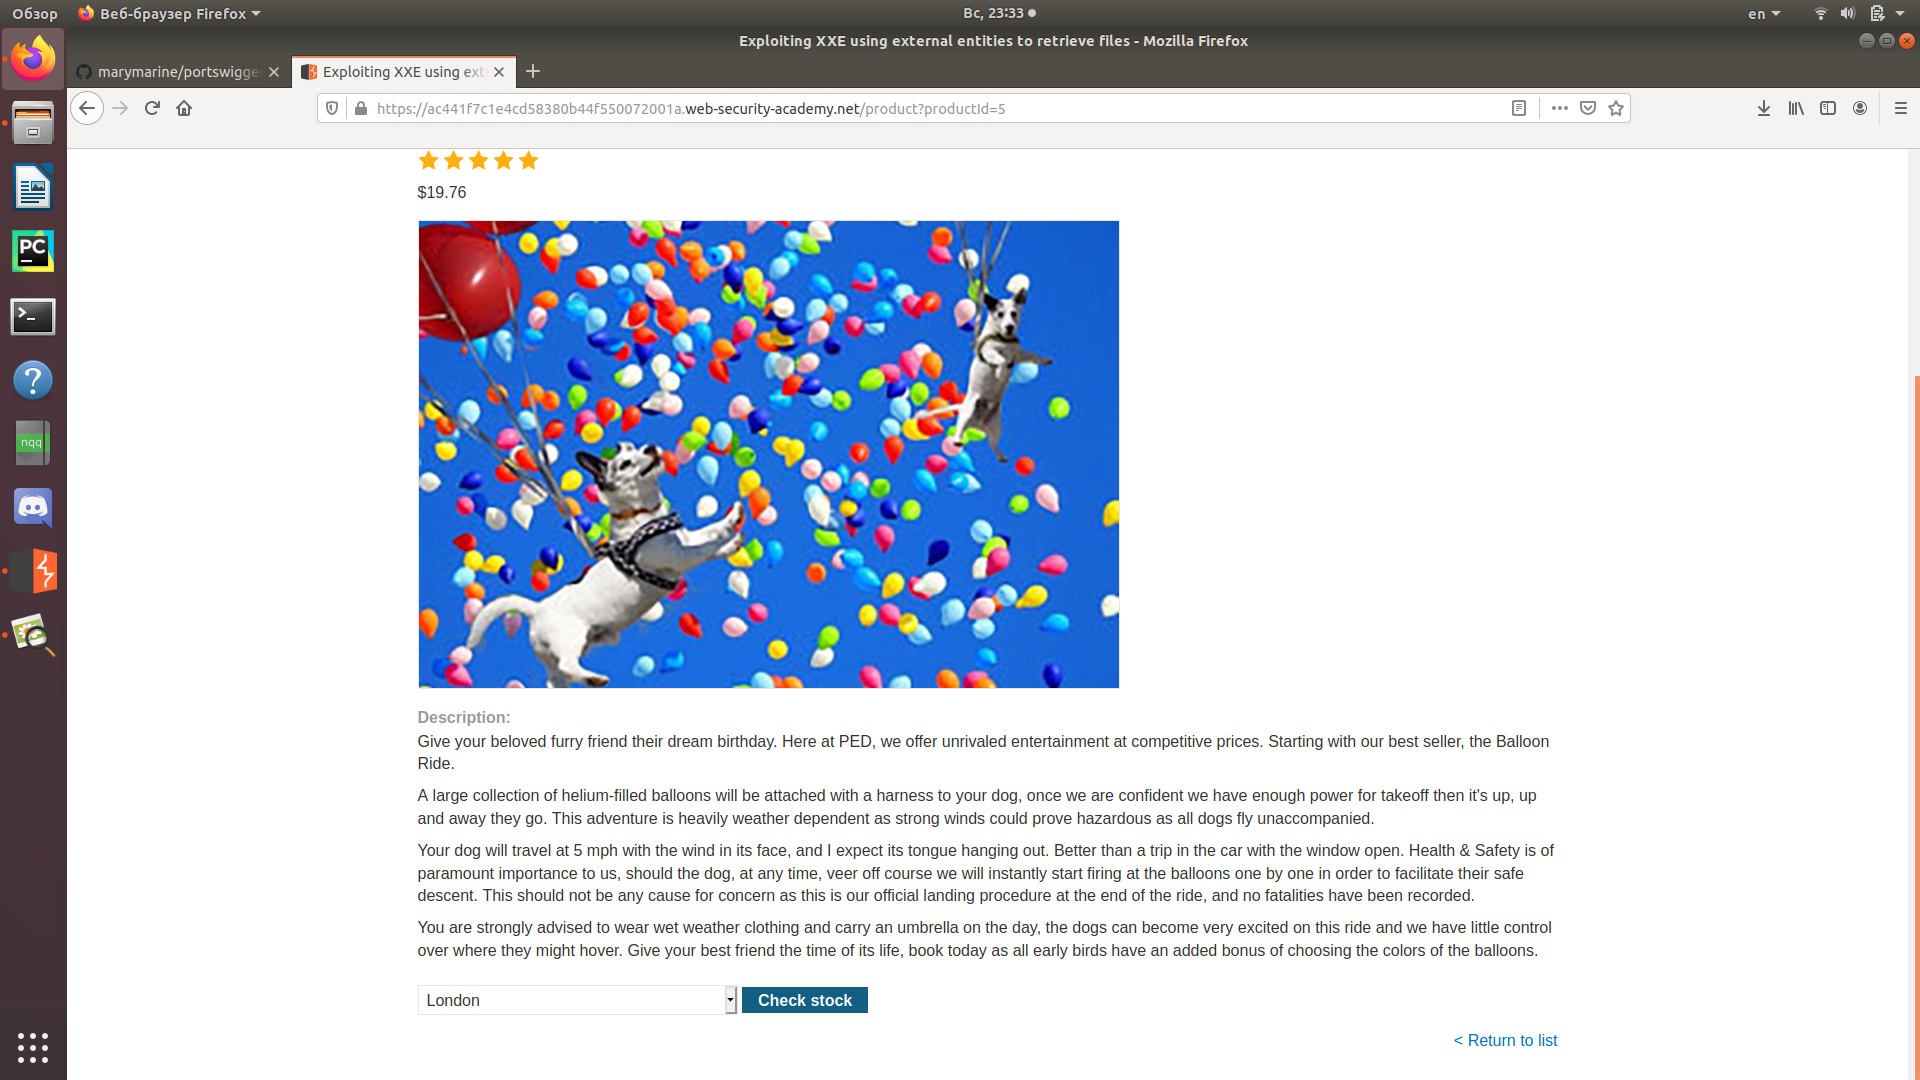 Обзор
Веб-браузер Firefox
Вс, 23:33
en
Exploiting XXE using external entities to retrieve files - Mozilla Firefox
marymarine/portswigge
Exploiting XXE using ext
https://ac441f7c1e4cd58380b44f550072001a.web-security-academy.net/product?productId=5
$19.76
PC
nqq
Description:
Give your beloved furry friend their dream birthday. Here at PED, we offer unrivaled entertainment at competitive prices. Starting with our best seller, the Balloon
Ride.
A large collection of helium-filled balloons will be attached with a harness to your dog, once we are confident we have enough power for takeoff then it's up, up
and away they go. This adventure is heavily weather dependent as strong winds could prove hazardous as all dogs fly unaccompanied.
Your dog will travel at 5 mph with the wind in its face, and I expect its tongue hanging out. Better than a trip in the car with the window open. Health & Safety is of
paramount importance to us, should the dog, at any time, veer off course we will instantly start firing at the balloons one by one in order to facilitate their safe
descent. This should not be any cause for concern as this is our official landing procedure at the end of the ride, and no fatalities have been recorded.
You are strongly advised to wear wet weather clothing and carry an umbrella on the day, the dogs can become very excited on this ride and we have little control
over where they might hover. Give your best friend the time of its life, book today as all early birds have an added bonus of choosing the colors of the balloons.
London
Check stock
< Return to list